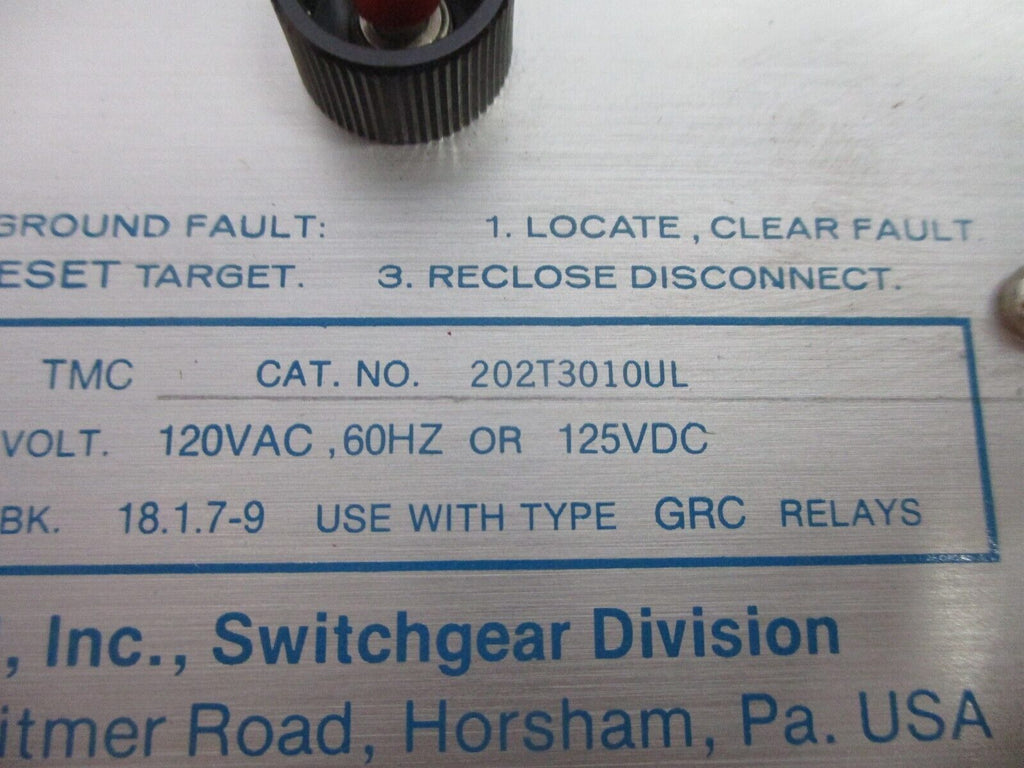 GROUND FAULT: 1. LOCATE, CLEAR FAULT.
ESET TARGET. 3. RECLOSE DISCONNECT.
TMC CAT. NO. 202T3010UL
VOLT. 120VAC, 60HZ OR 125VDC
BK. 18.1.7-9 USE WITH TYPE GRC RELAYS
, Inc., Switchgear Division
itmer Road, Horsham, Pa. USA